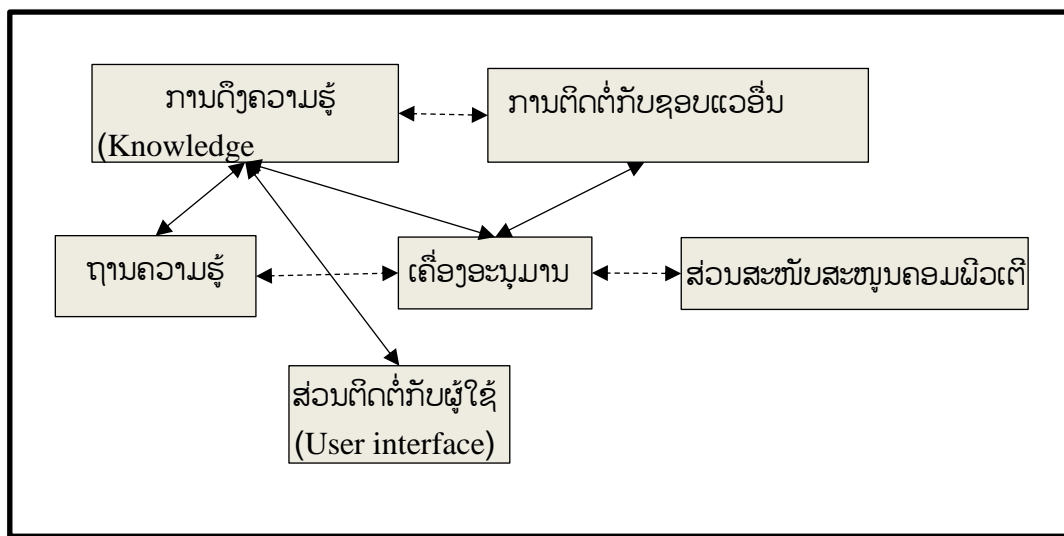 ການດຶງຄວາມຮູ້
(Knowledge
ການຕິດຕໍ່ກັບຊອບແວອື່ນ
ຖານຄວາມຮູ້
ເຄື່ອງອະນຸມານ
ສ່ວນສະໜັບສະໜູນຄອມພິວເຕີ
ສ່ວນຕິດຕໍ່ກັບຜູ້ໃຊ້
(User interface)